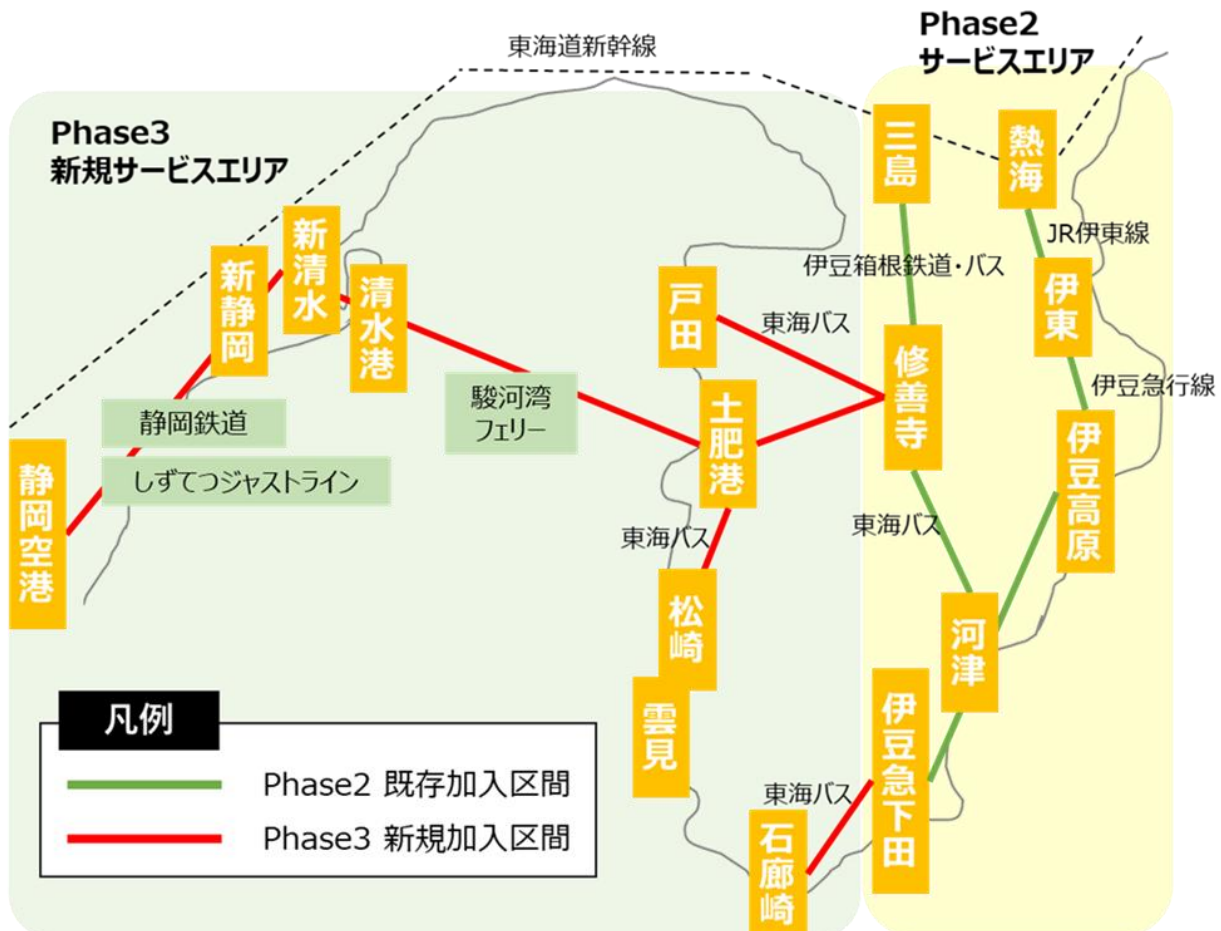 東海道新幹線
Phase2
サービスエリア
Phase3
新規サービスエリア
三島
熱海
新清水
新静岡
清水港
JR伊東線
伊豆箱根鉄道・バス
戸田
伊東
東海バス
修善寺
伊豆急行線
駿河湾
フェリー
土肥港
静岡鉄道
しずてつジャストライン
静岡空港
伊豆高原
東海バス
東海バス
松崎
河津
雲見
伊豆急下田
東海バス
石廊崎
凡例
Phase2 既存加入区間
Phase3 新規加入区間